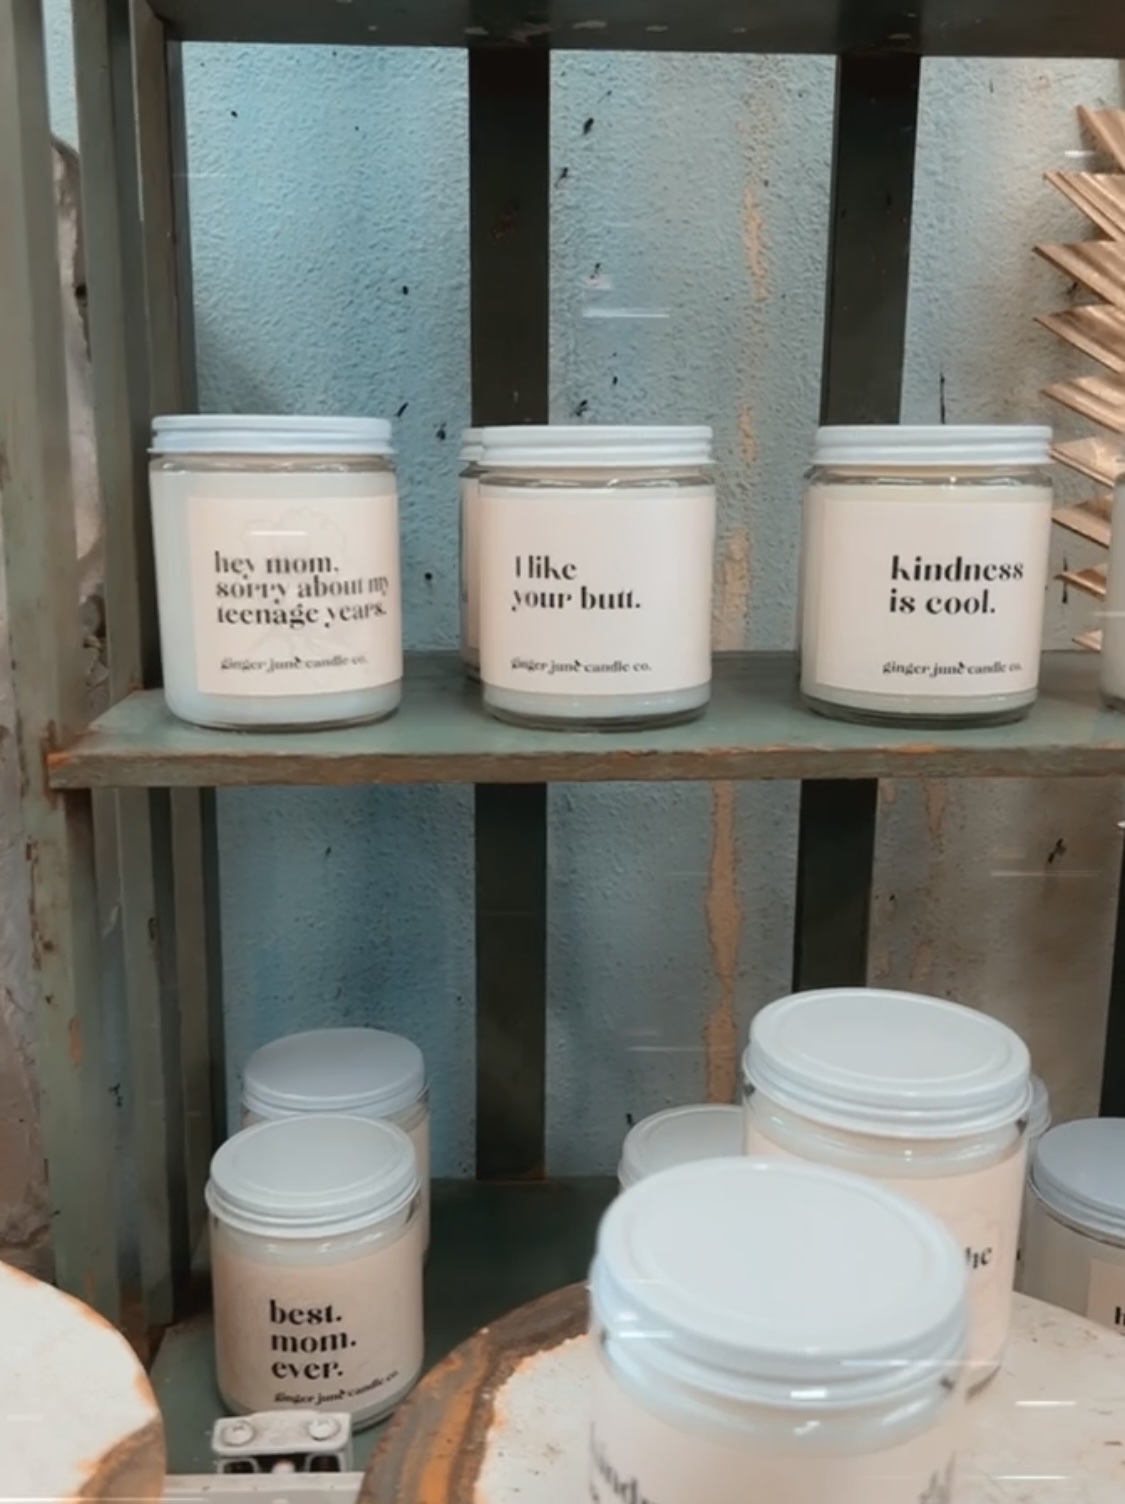 hey mom,
sorry about my
teenage years.
ginger june candle co.
I like
your butt.
ginger june candle co.
kindness
is cool.
ginger june candle co.
best.
mom.
ever.
ginger june candle co.